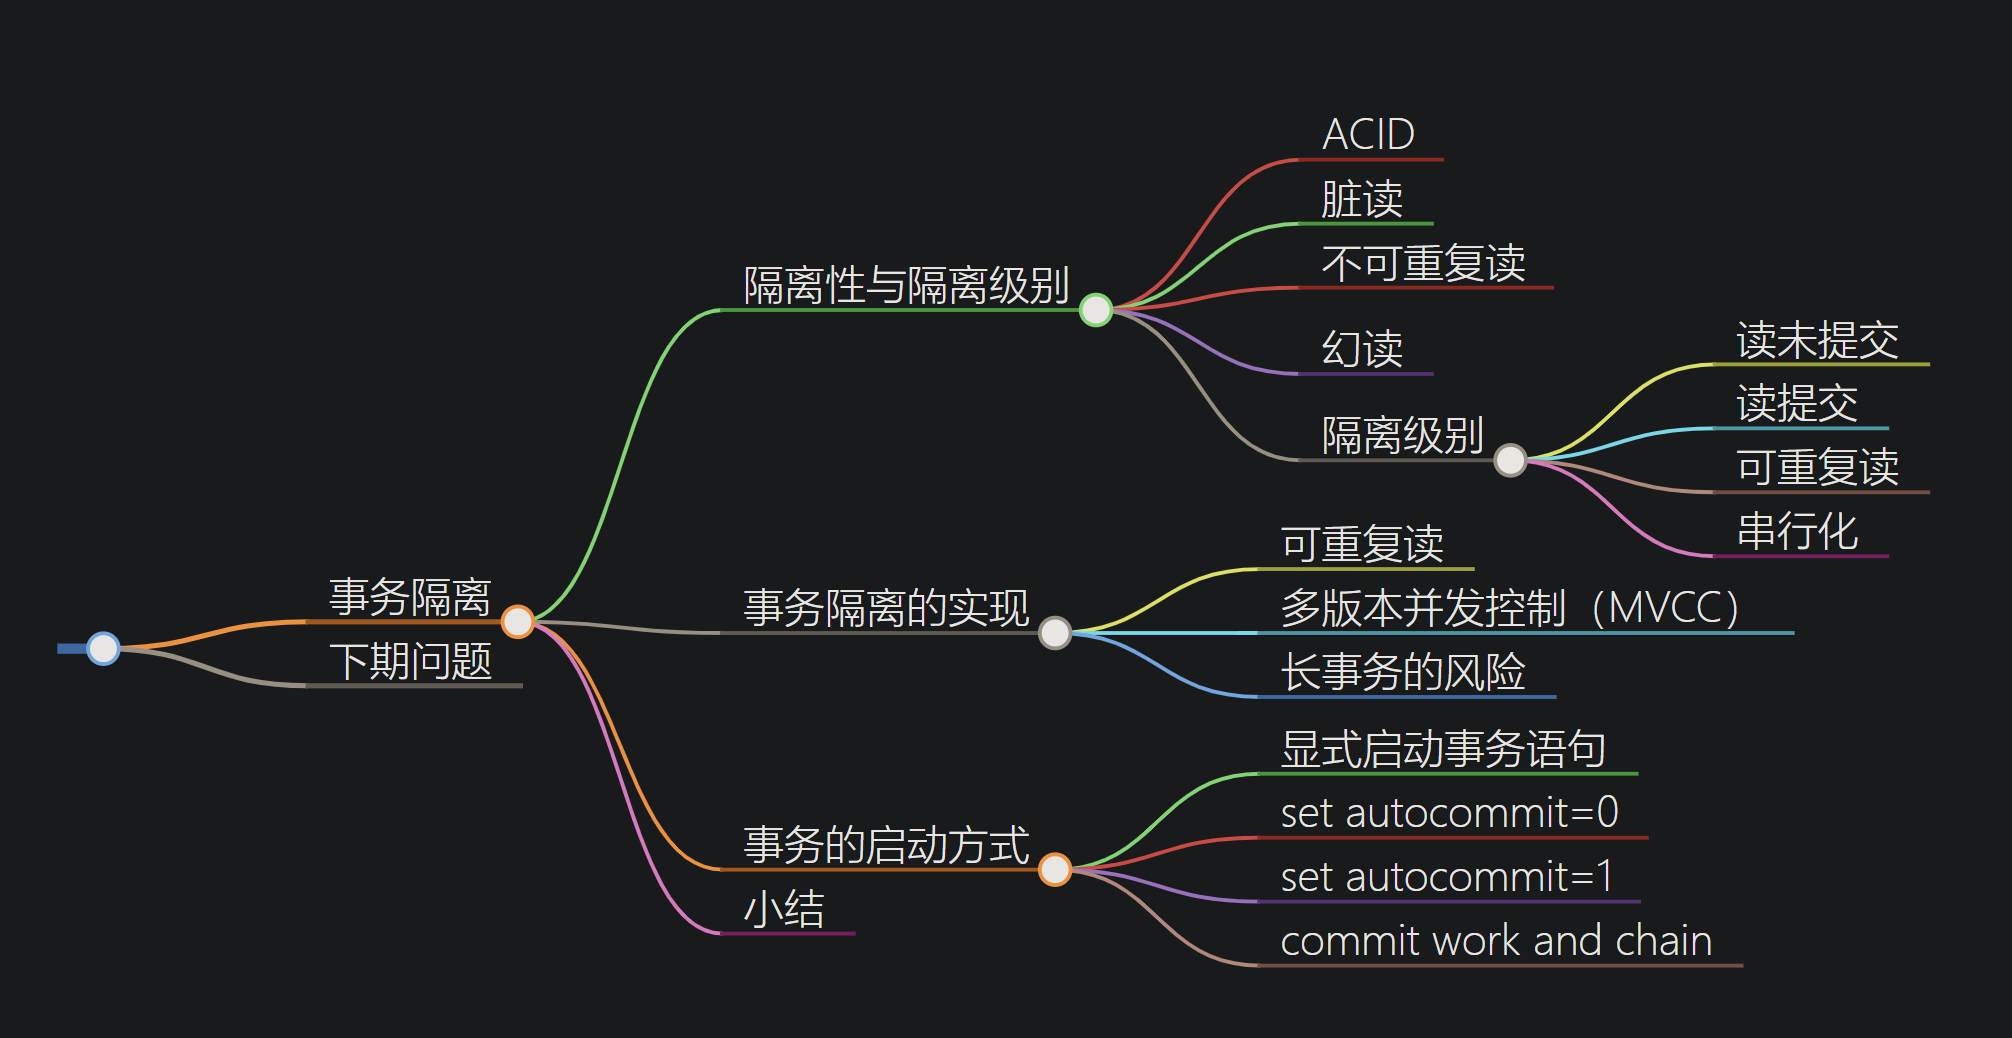 事务隔离
隔离性与隔离级别
ACID
脏读
不可重复读
幻读
隔离级别
读未提交
读提交
可重复读
串行化
事务隔离的实现
可重复读
多版本并发控制（MVCC）
长事务的风险
事务的启动方式
显式启动事务语句
set autocommit=0
set autocommit=1
commit work and chain
小结
下期问题